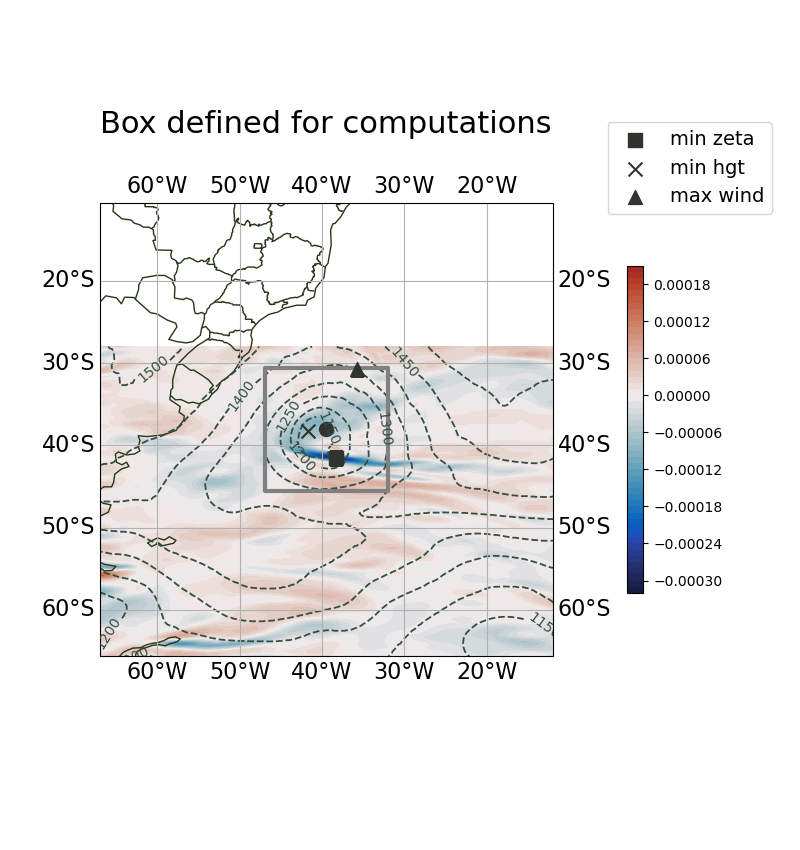 Box defined for computations
min zeta
min hgt
max wind
60°W 50°W 40°W 30°W 20°W
20°S 20°S
30°S 30°S
40°S 40°S
50°S 50°S
60°S 60°S
60°W 50°W 40°W 30°W 20°W
1500
1450
1400
1250
1300
1200
0.00018
0.00012
0.00006
0.00000
−0.00006
−0.00012
−0.00018
−0.00024
−0.00030